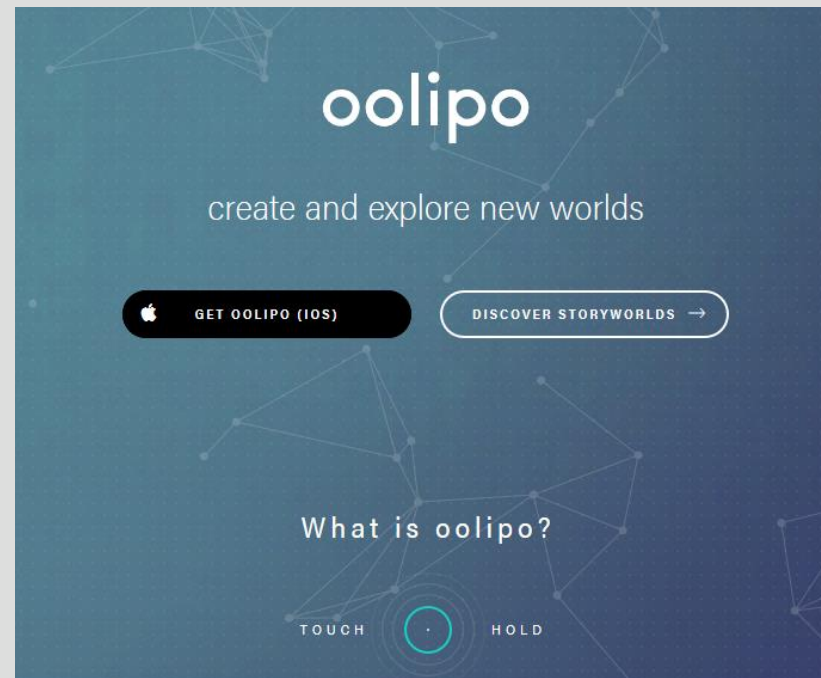 oolipo
create and explore new worlds
GET OOLIPO (IOS)
DISCOVER STORYWORLDS →
What is oolipo?
TOUCH HOLD